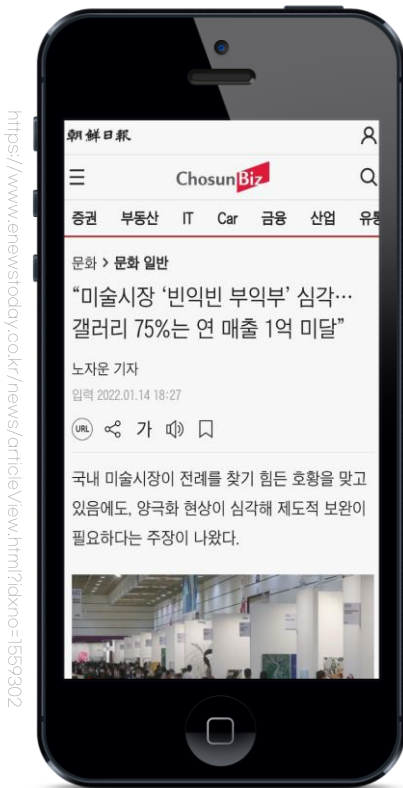 https://www.enewstoday.co.kr/news/articleView.html?idxno=1559302
朝鮮日報
ChosunBiz
증권 부동산 IT Car 금융 산업 유통
문화 > 문화 일반
“미술시장 ‘빈익빈 부익부’ 심각…
갤러리 75%는 연 매출 1억 미달”
노자운 기자
입력 2022.01.14 18:27
URL 가
국내 미술시장이 전례를 찾기 힘든 호황을 맞고
있음에도, 양극화 현상이 심각해 제도적 보완이
필요하다는 주장이 나왔다.